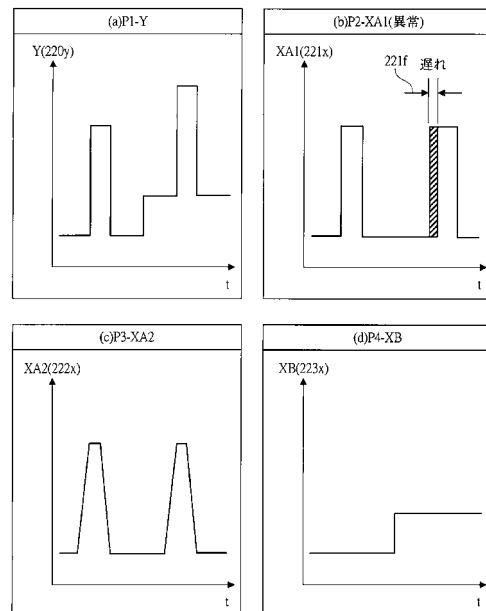 (a)P1-Y
Y(220y)
t
(b)P2-XA1(異常)
XA1(221x)
221f
遅れ
t
(c)P3-XA2
XA2(222x)
t
(d)P4-XB
XB(223x)
t